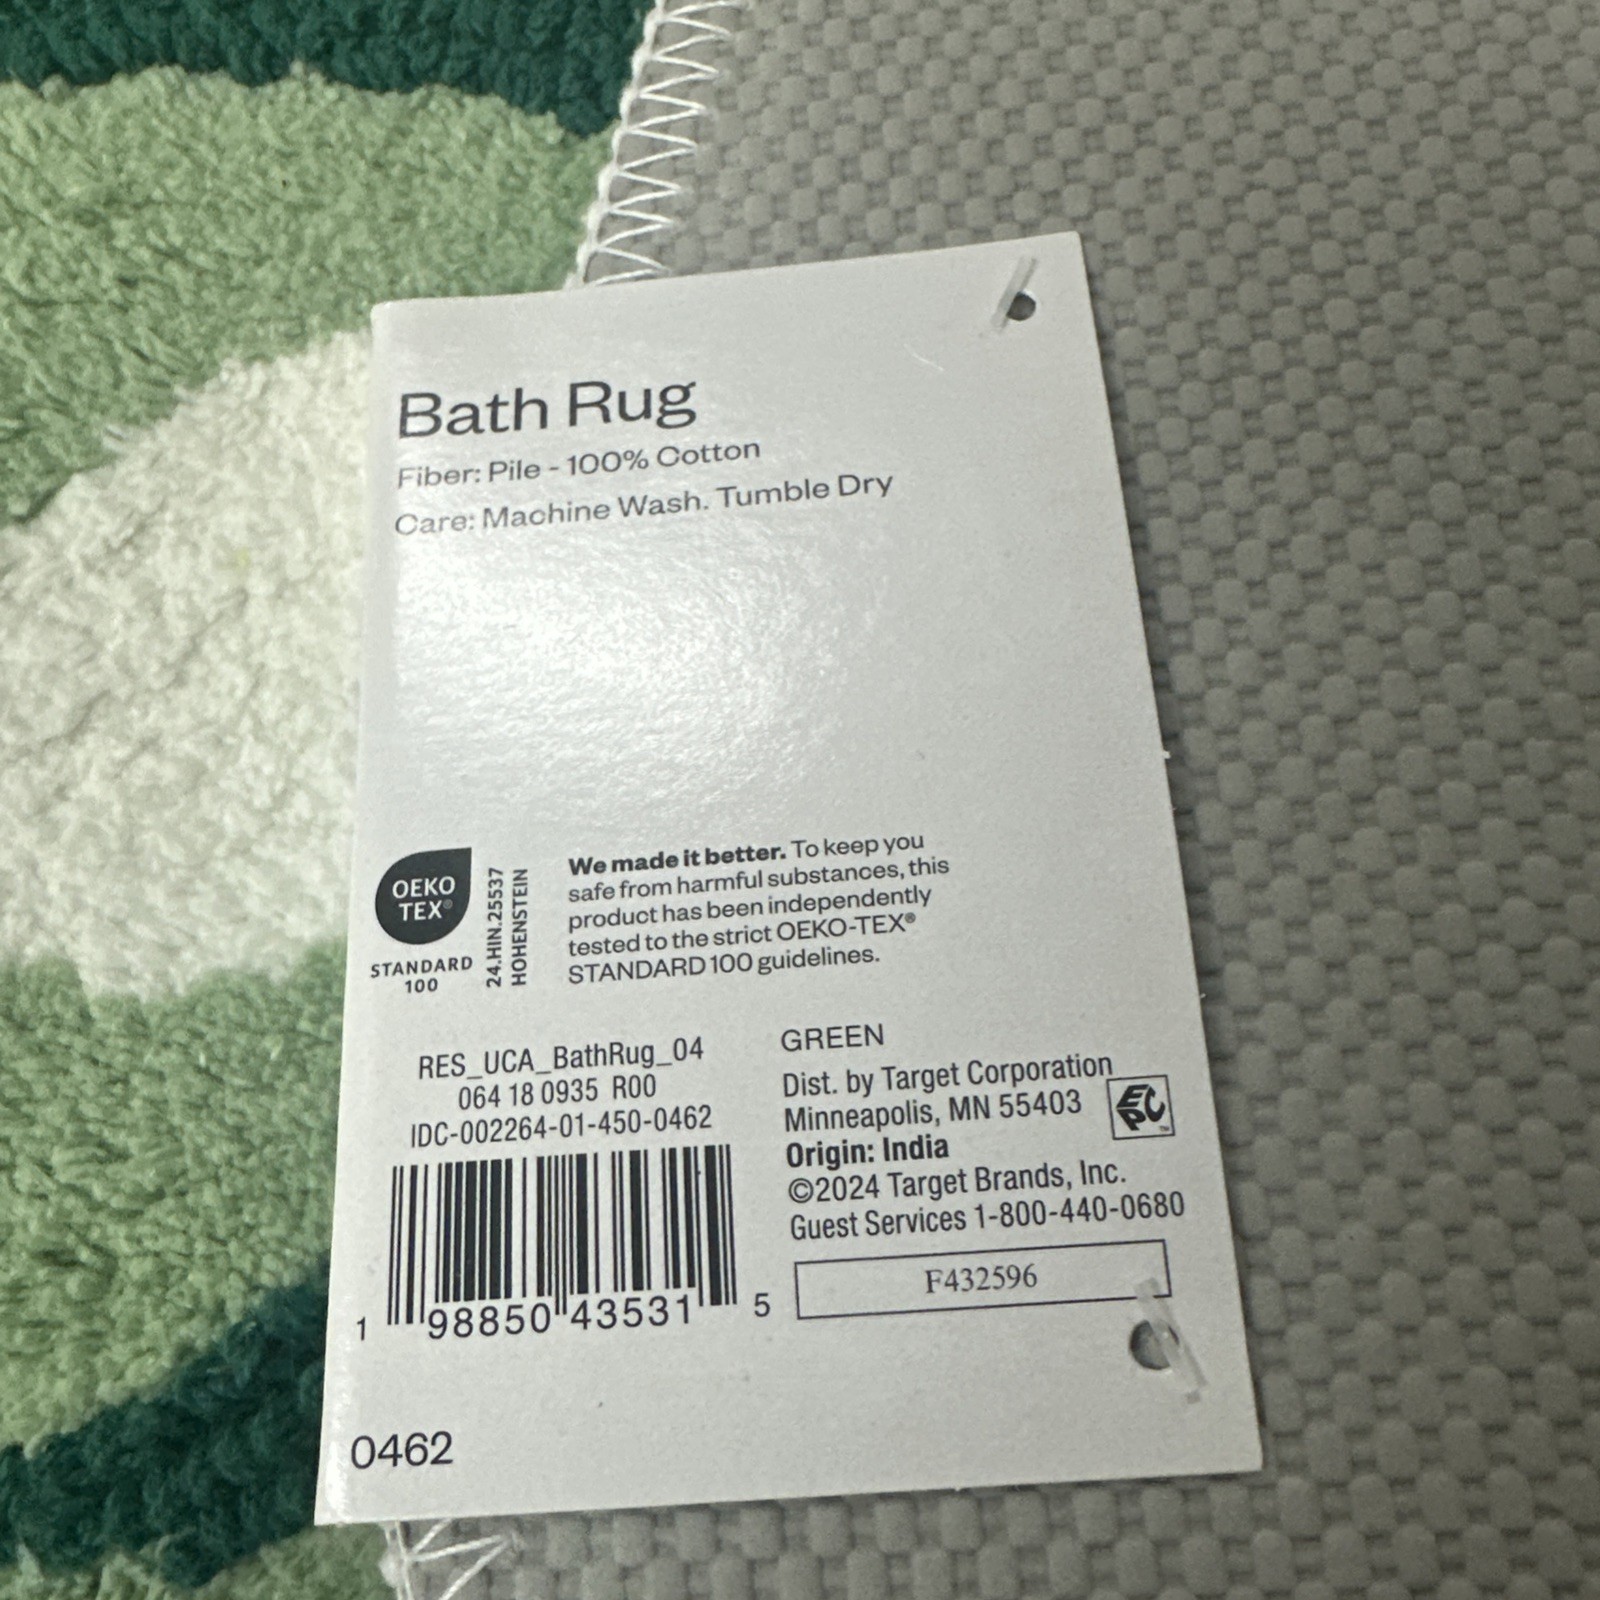 Bath Rug
Fiber: Pile - 100% Cotton
Care: Machine Wash. Tumble Dry
OEKO
TEX®
STANDARD
100
24.HIN.25537
HOHENSTEIN
We made it better. To keep you
safe from harmful substances, this
product has been independently
tested to the strict OEKO-TEX®
STANDARD 100 guidelines.
RES_UCA_BathRug_04
064 18 0935 R00
IDC-002264-01-450-0462
1 98850 43531 5
GREEN
Dist. by Target Corporation
Minneapolis, MN 55403
EPC™
Origin: India
©2024 Target Brands, Inc.
Guest Services 1-800-440-0680
F432596
0462